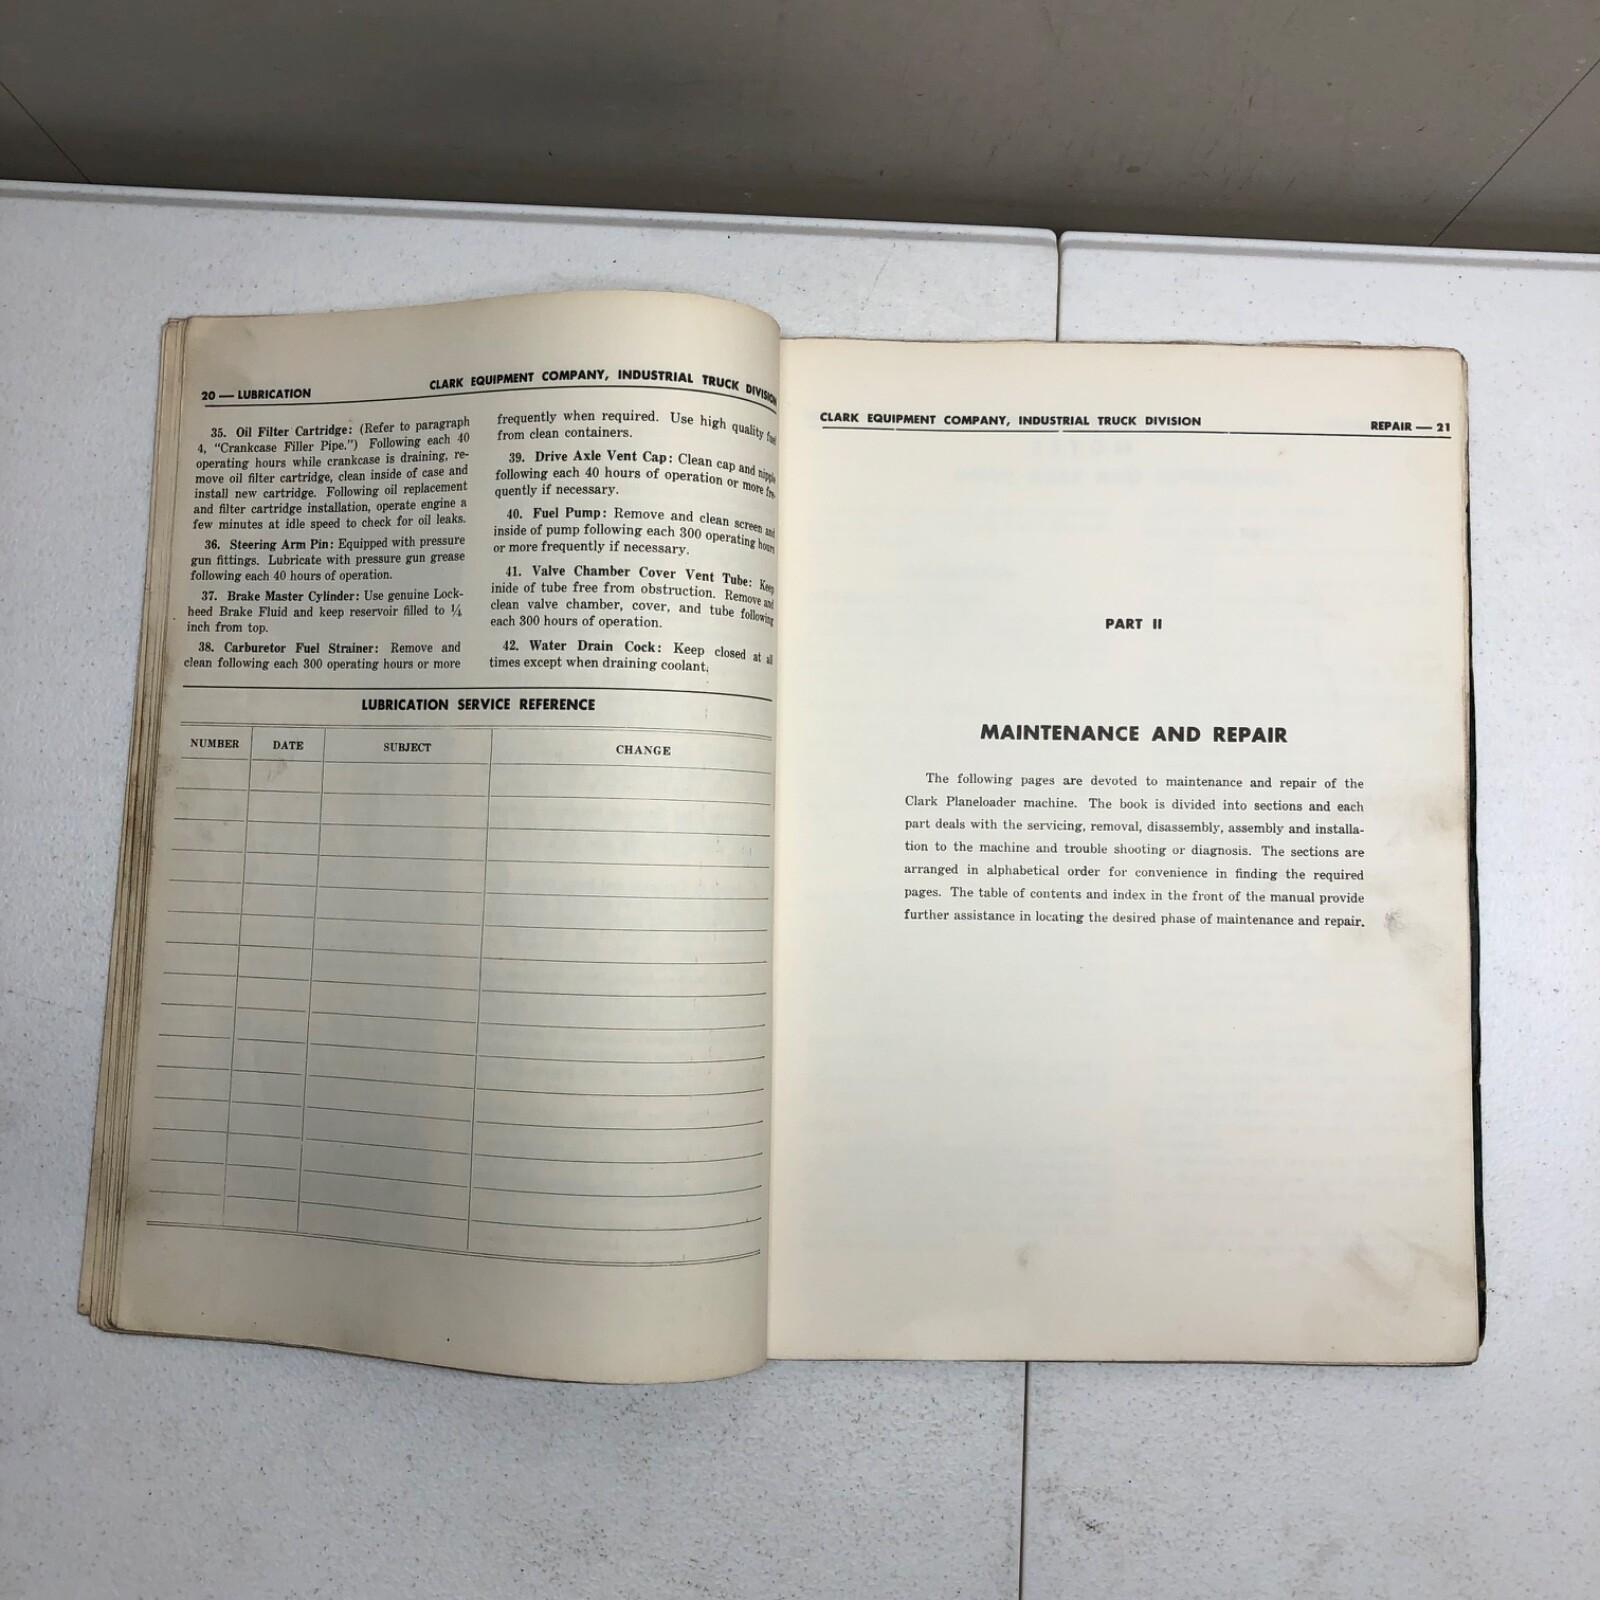 20 — LUBRICATION
CLARK EQUIPMENT COMPANY, INDUSTRIAL TRUCK DIVISION
35. Oil Filter Cartridge: (Refer to paragraph
4, “Crankcase Filler Pipe.”) Following each 40
operating hours while crankcase is draining, re-
move oil filter cartridge, clean inside of case and
install new cartridge. Following oil replacement
and filter cartridge installation, operate engine a
few minutes at idle speed to check for oil leaks.
36. Steering Arm Pin: Equipped with pressure
gun fittings. Lubricate with pressure gun grease
following each 40 hours of operation.
37. Brake Master Cylinder: Use genuine Lock-
heed Brake Fluid and keep reservoir filled to ¼
inch from top.
38. Carburetor Fuel Strainer: Remove and
clean following each 300 operating hours or more
frequently when required. Use high quality fuel
from clean containers.
39. Drive Axle Vent Cap: Clean cap and nipple
following each 40 hours of operation or more fre-
quently if necessary.
40. Fuel Pump: Remove and clean screen and
inside of pump following each 300 operating hours
or more frequently if necessary.
41. Valve Chamber Cover Vent Tube: Keep
inide of tube free from obstruction. Remove and
clean valve chamber, cover, and tube following
each 300 hours of operation.
42. Water Drain Cock: Keep closed at all
times except when draining coolant.
LUBRICATION SERVICE REFERENCE
NUMBER DATE SUBJECT CHANGE
CLARK EQUIPMENT COMPANY, INDUSTRIAL TRUCK DIVISION
REPAIR — 21
PART II
MAINTENANCE AND REPAIR
The following pages are devoted to maintenance and repair of the
Clark Planeloader machine. The book is divided into sections and each
part deals with the servicing, removal, disassembly, assembly and installa-
tion to the machine and trouble shooting or diagnosis. The sections are
arranged in alphabetical order for convenience in finding the required
pages. The table of contents and index in the front of the manual provide
further assistance in locating the desired phase of maintenance and repair.